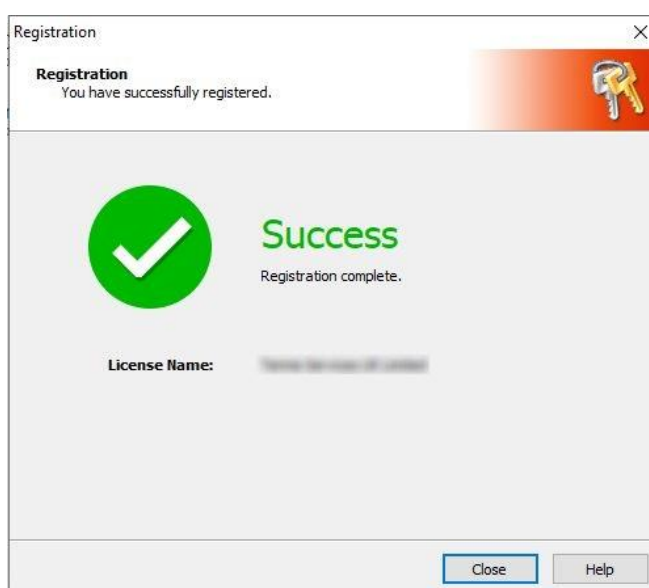 Registration
Registration
You have successfully registered.
Success
Registration complete.
License Name:
Close
Help